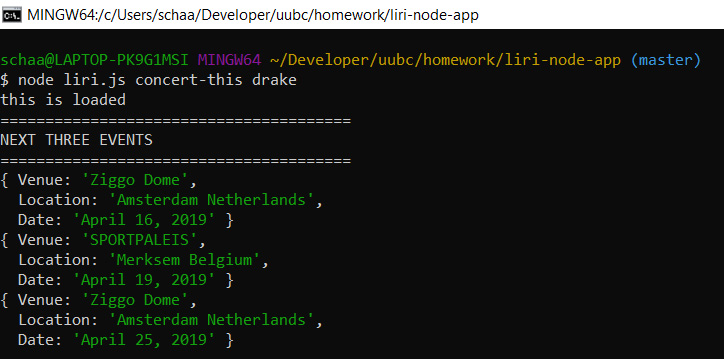 MINGW64:/c/Users/schaa/Developer/uubc/homework/liri-node-app
schaa@LAPTOP-PK9G1MSI MINGW64 ~/Developer/uubc/homework/liri-node-app (master)
$ node liri.js concert-this drake
this is loaded
=======================================
NEXT THREE EVENTS
=======================================
{ Venue: 'Ziggo Dome',
  Location: 'Amsterdam Netherlands',
  Date: 'April 16, 2019' }
{ Venue: 'SPORTPALEIS',
  Location: 'Merksem Belgium',
  Date: 'April 19, 2019' }
{ Venue: 'Ziggo Dome',
  Location: 'Amsterdam Netherlands',
  Date: 'April 25, 2019' }